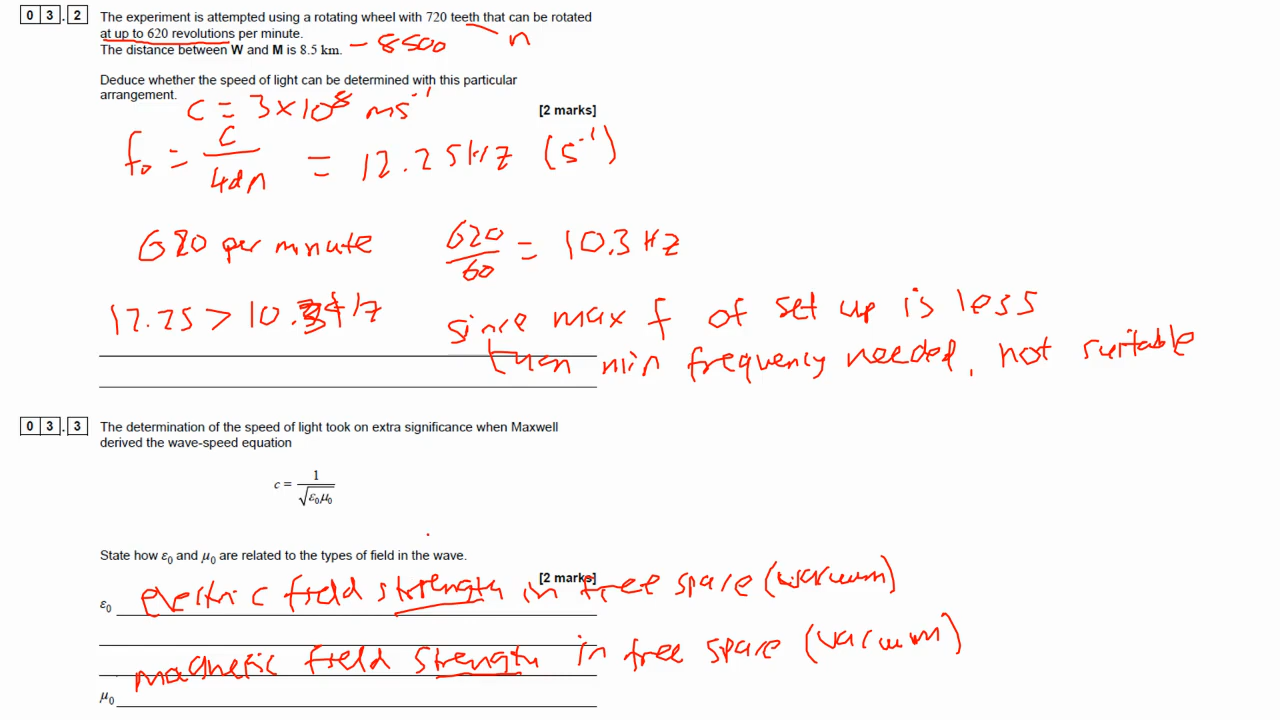 0 3 . 2 The experiment is attempted using a rotating wheel with 720 teeth that can be rotated
at up to 620 revolutions per minute. n
The distance between W and M is 8.5 km. – 8500
Deduce whether the speed of light can be determined with this particular
arrangement.
[2 marks]
c = 3 × 10⁸ ms⁻¹
f₀ = c / 4dn = 12.25 Hz (s⁻¹)
620 per minute 620 / 60 = 10.3 Hz
12.25 > 10.3 Hz since max f of set up is less
than min frequency needed, not suitable
0 3 . 3 The determination of the speed of light took on extra significance when Maxwell
derived the wave-speed equation
c = 1 / √ε₀μ₀
State how ε₀ and μ₀ are related to the types of field in the wave.
[2 marks]
ε₀ electric field strength in free space (vacuum)
magnetic field strength in free space (vacuum)
μ₀